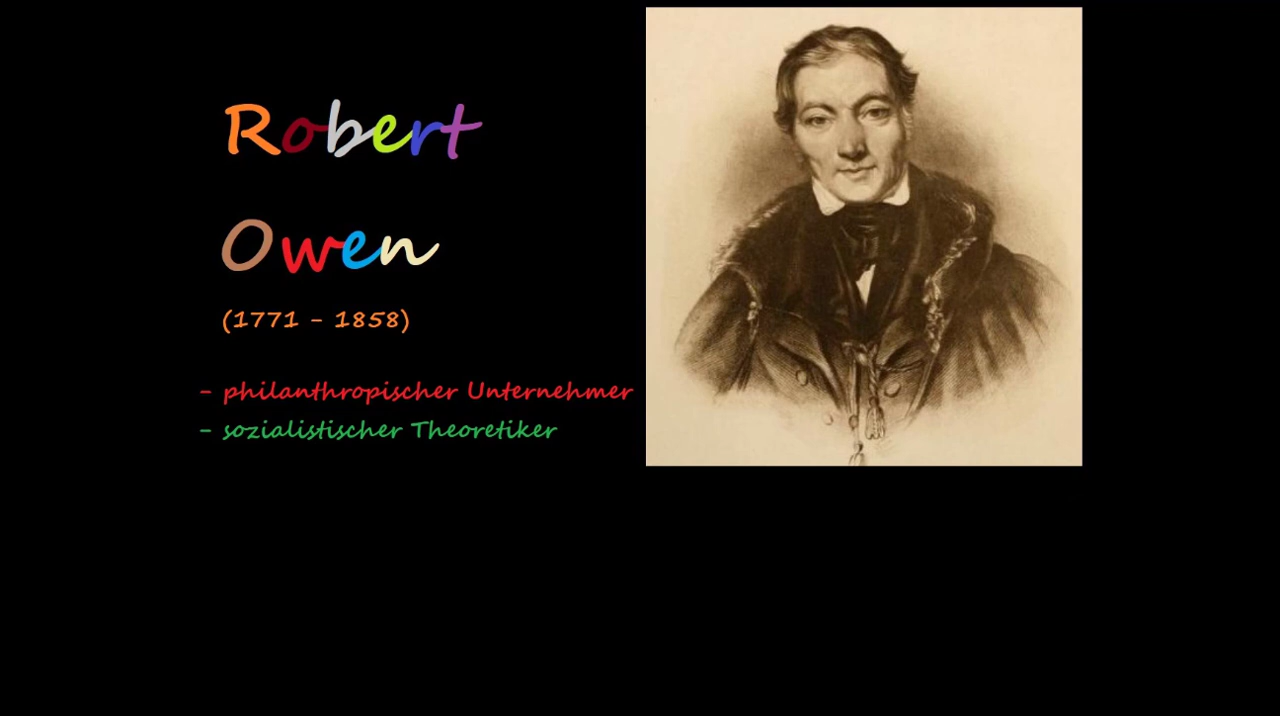 Robert
Owen
(1771 - 1858)
- philanthropischer Unternehmer
- sozialistischer Theoretiker